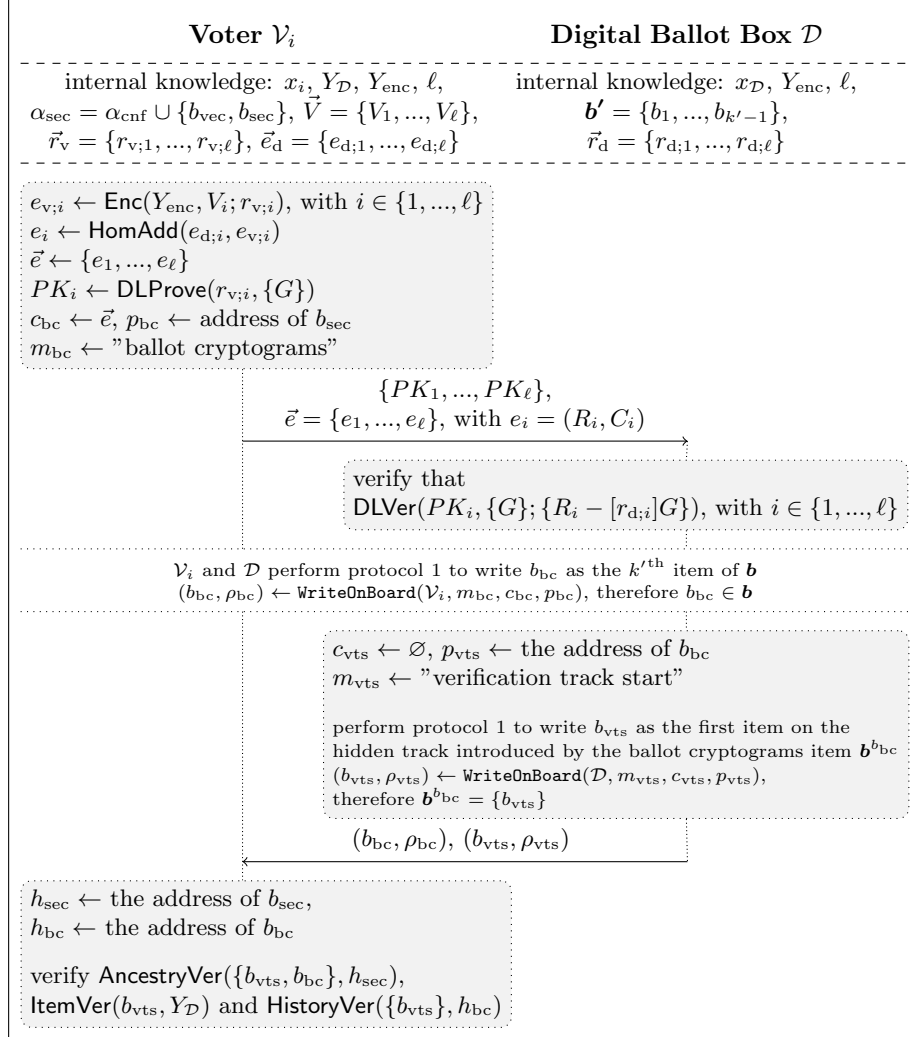 Voter 𝒱ᵢ
Digital Ballot Box 𝒟
internal knowledge: xᵢ, Y_𝒟, Y_enc, ℓ,
α_sec = α_cnf ∪ {b_vec, b_sec}, V⃗ = {V₁, ..., V_ℓ},
r⃗_v = {r_v;1, ..., r_v;ℓ}, e⃗_d = {e_d;1, ..., e_d;ℓ}
internal knowledge: x_𝒟, Y_enc, ℓ,
b′ = {b₁, ..., b_k′−1},
r⃗_d = {r_d;1, ..., r_d;ℓ}
e_v;i ← Enc(Y_enc, Vᵢ; r_v;i), with i ∈ {1, ..., ℓ}
eᵢ ← HomAdd(e_d;i, e_v;i)
e⃗ ← {e₁, ..., e_ℓ}
PKᵢ ← DLProve(r_v;i, {G})
c_bc ← e⃗, p_bc ← address of b_sec
m_bc ← ”ballot cryptograms”
{PK₁, ..., PK_ℓ},
e⃗ = {e₁, ..., e_ℓ}, with eᵢ = (Rᵢ, Cᵢ)
verify that
DLVer(PKᵢ, {G}; {Rᵢ − [r_d;i]G}), with i ∈ {1, ..., ℓ}
𝒱ᵢ and 𝒟 perform protocol 1 to write b_bc as the k′ᵗʰ item of b
(b_bc, ρ_bc) ← WriteOnBoard(𝒱ᵢ, m_bc, c_bc, p_bc), therefore b_bc ∈ b
c_vts ← ∅, p_vts ← the address of b_bc
m_vts ← ”verification track start”
perform protocol 1 to write b_vts as the first item on the
hidden track introduced by the ballot cryptograms item b^b_bc
(b_vts, ρ_vts) ← WriteOnBoard(𝒟, m_vts, c_vts, p_vts),
therefore b^b_bc = {b_vts}
(b_bc, ρ_bc), (b_vts, ρ_vts)
h_sec ← the address of b_sec,
h_bc ← the address of b_bc
verify AncestryVer({b_vts, b_bc}, h_sec),
ItemVer(b_vts, Y_𝒟) and HistoryVer({b_vts}, h_bc)